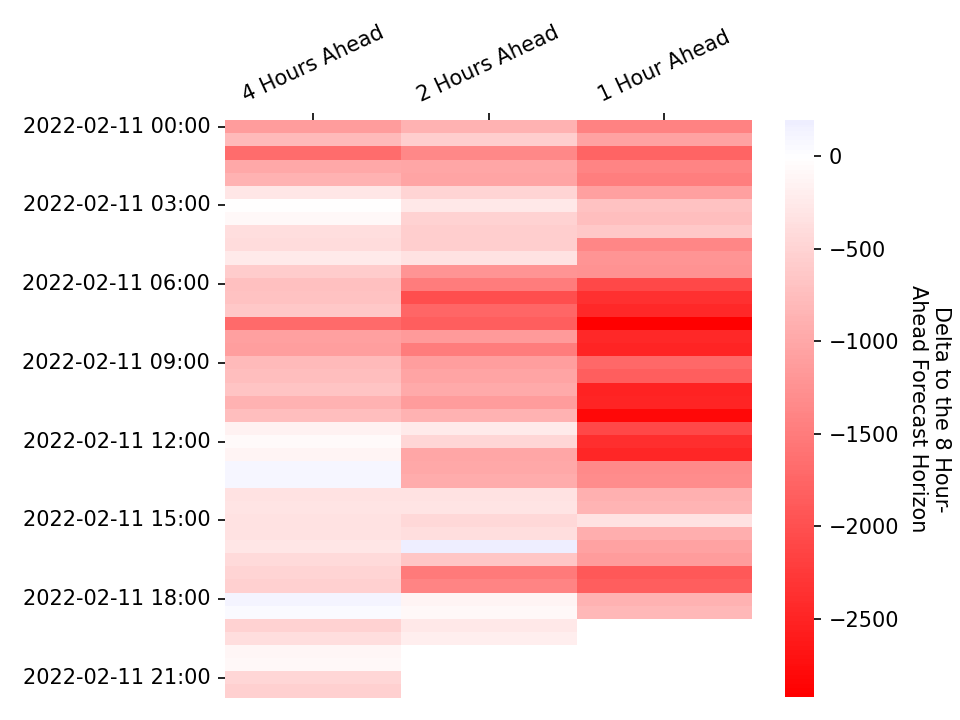 4 Hours Ahead
2 Hours Ahead
1 Hour Ahead
2022-02-11 00:00
2022-02-11 03:00
2022-02-11 06:00
2022-02-11 09:00
2022-02-11 12:00
2022-02-11 15:00
2022-02-11 18:00
2022-02-11 21:00
0
−500
−1000
−1500
−2000
−2500
Delta to the 8 Hour-
Ahead Forecast Horizon